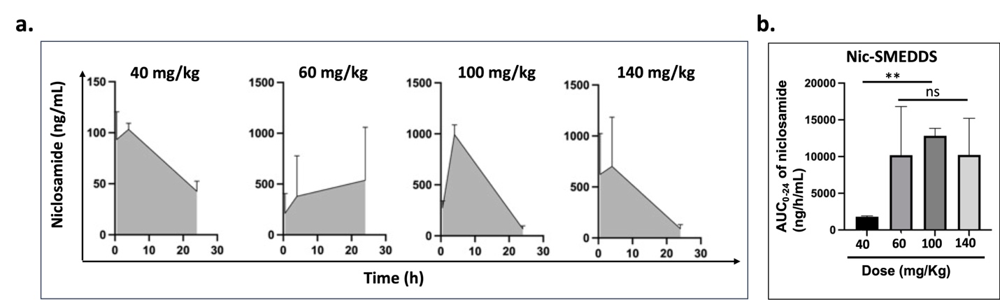 a.
40 mg/kg
60 mg/kg
100 mg/kg
140 mg/kg
Niclosamide (ng/mL)
150
100
50
0
0 10 20 30
1500
1000
500
0
0 10 20 30
1500
1000
500
0
0 10 20 30
1500
1000
500
0
0 10 20 30
Time (h)
b.
Nic-SMEDDS
**
ns
AUC0-24 of niclosamide
(ng/h/mL)
20000
15000
10000
5000
0
40 60 100 140
Dose (mg/Kg)